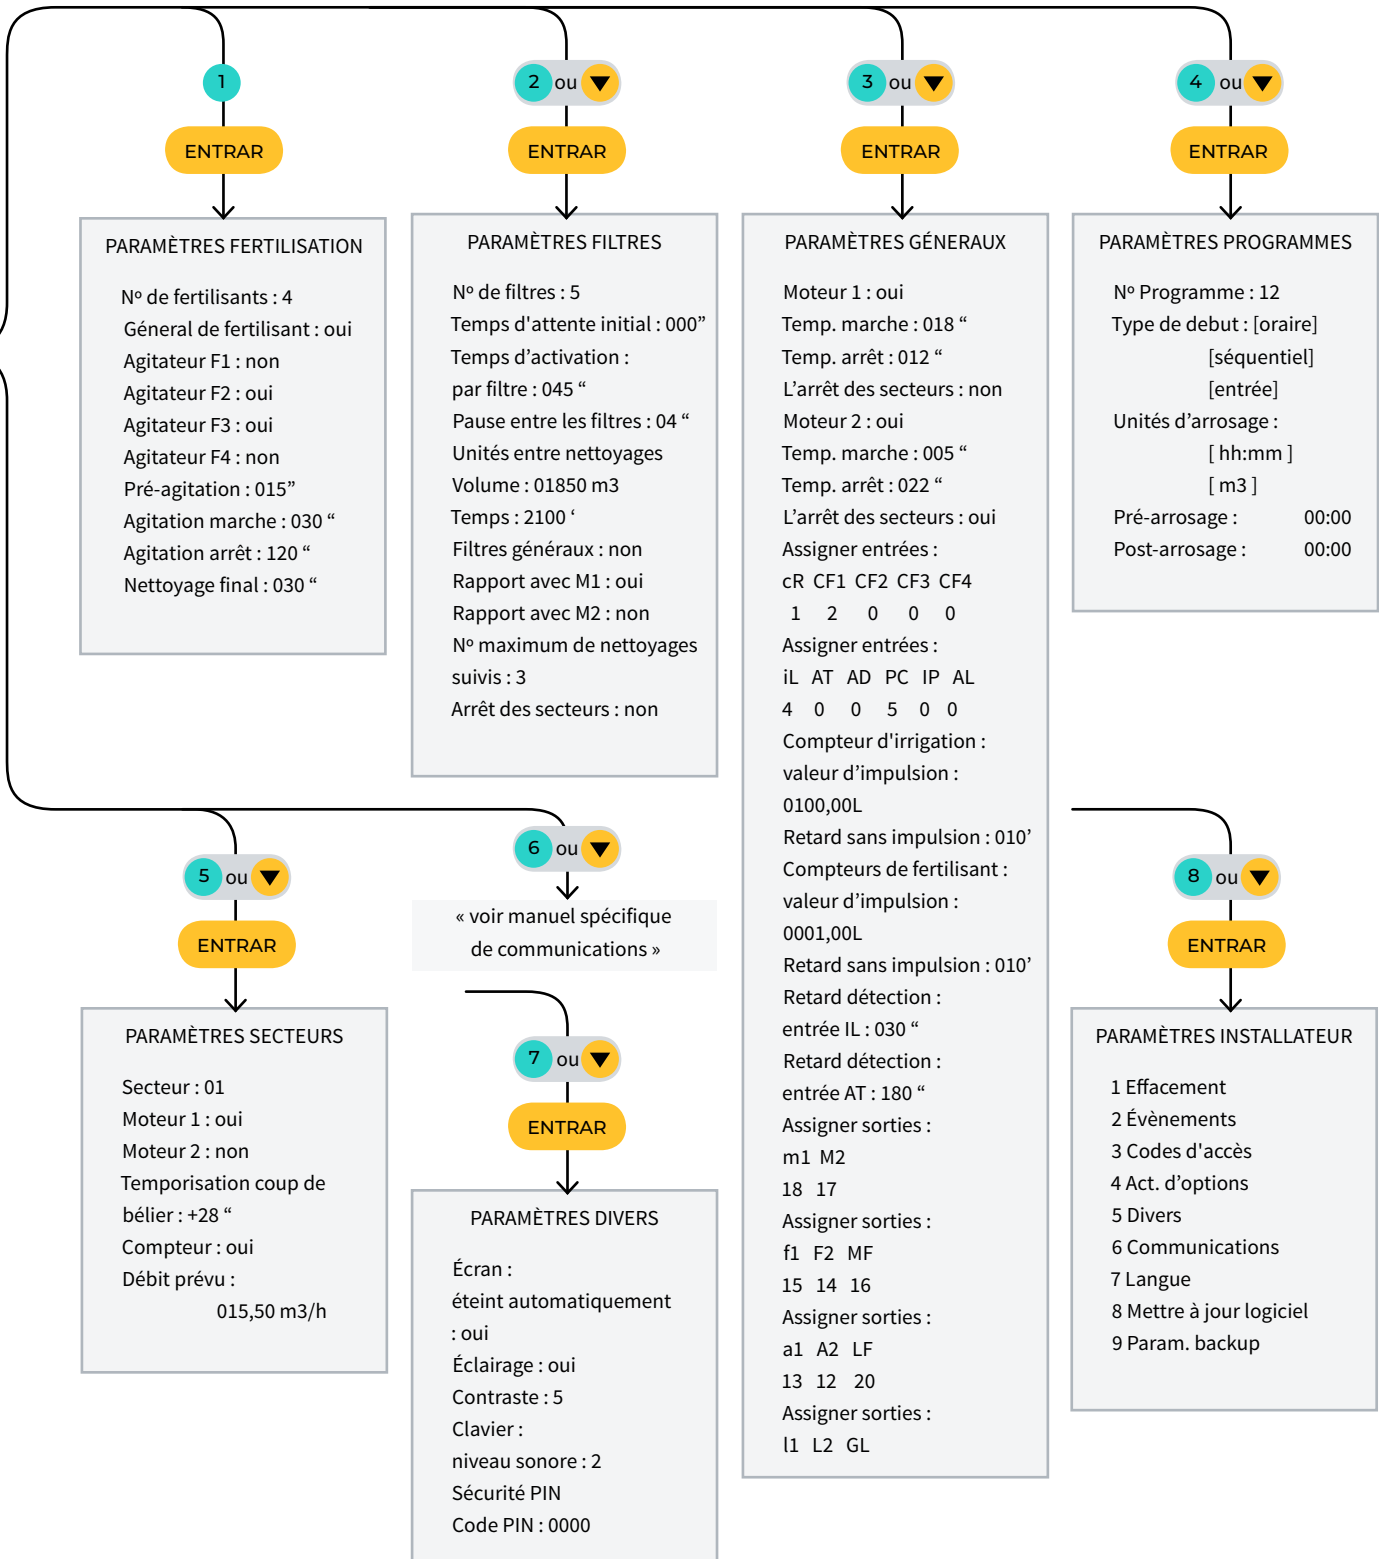 1
ENTRAR
PARAMÈTRES FERTILISATION
Nº de fertilisants : 4
Géneral de fertilisant : oui
Agitateur F1 : non
Agitateur F2 : oui
Agitateur F3 : oui
Agitateur F4 : non
Pré-agitation : 015”
Agitation marche : 030 “
Agitation arrêt : 120 “
Nettoyage final : 030 “
2 ou
ENTRAR
PARAMÈTRES FILTRES
Nº de filtres : 5
Temps d'attente initial : 000”
Temps d’activation :
par filtre : 045 “
Pause entre les filtres : 04 “
Unités entre nettoyages
Volume : 01850 m3
Temps : 2100 ‘
Filtres généraux : non
Rapport avec M1 : oui
Rapport avec M2 : non
Nº maximum de nettoyages
suivis : 3
Arrêt des secteurs : non
3 ou
ENTRAR
PARAMÈTRES GÉNERAUX
Moteur 1 : oui
Temp. marche : 018 “
Temp. arrêt : 012 “
L’arrêt des secteurs : non
Moteur 2 : oui
Temp. marche : 005 “
Temp. arrêt : 022 “
L’arrêt des secteurs : oui
Assigner entrées :
cR CF1 CF2 CF3 CF4
1 2 0 0 0
Assigner entrées :
iL AT AD PC IP AL
4 0 0 5 0 0
Compteur d'irrigation :
valeur d’impulsion :
0100,00L
Retard sans impulsion : 010’
Compteurs de fertilisant :
valeur d’impulsion :
0001,00L
Retard sans impulsion : 010’
Retard détection :
entrée IL : 030 “
Retard détection :
entrée AT : 180 “
Assigner sorties :
m1 M2
18 17
Assigner sorties :
f1 F2 MF
15 14 16
Assigner sorties :
a1 A2 LF
13 12 20
Assigner sorties :
l1 L2 GL
4 ou
ENTRAR
PARAMÈTRES PROGRAMMES
Nº Programme : 12
Type de debut : [oraire]
[séquentiel]
[entrée]
Unités d’arrosage :
[ hh:mm ]
[ m3 ]
Pré-arrosage : 00:00
Post-arrosage : 00:00
5 ou
ENTRAR
PARAMÈTRES SECTEURS
Secteur : 01
Moteur 1 : oui
Moteur 2 : non
Temporisation coup de
bélier : +28 “
Compteur : oui
Débit prévu :
015,50 m3/h
6 ou
« voir manuel spécifique
de communications »
7 ou
ENTRAR
PARAMÈTRES DIVERS
Écran :
éteint automatiquement
: oui
Éclairage : oui
Contraste : 5
Clavier :
niveau sonore : 2
Sécurité PIN
Code PIN : 0000
8 ou
ENTRAR
PARAMÈTRES INSTALLATEUR
1 Effacement
2 Évènements
3 Codes d'accès
4 Act. d’options
5 Divers
6 Communications
7 Langue
8 Mettre à jour logiciel
9 Param. backup